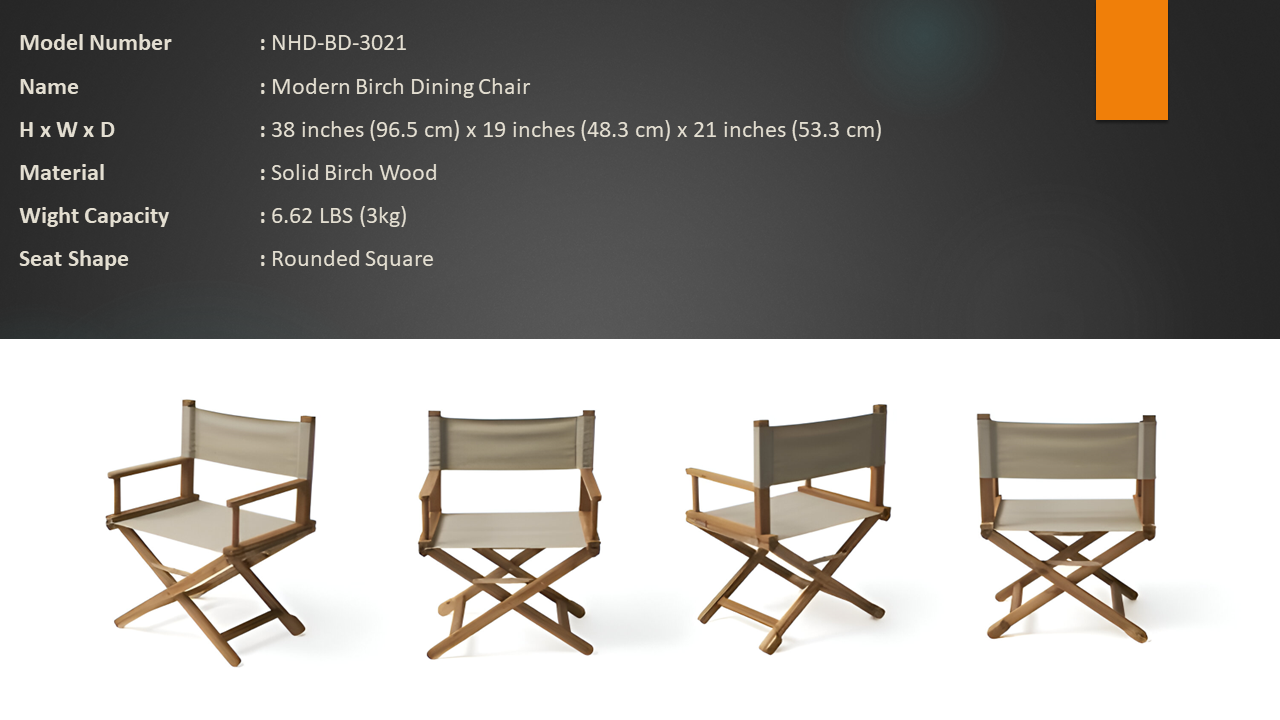 Model Number : NHD-BD-3021
Name : Modern Birch Dining Chair
H x W x D : 38 inches (96.5 cm) x 19 inches (48.3 cm) x 21 inches (53.3 cm)
Material : Solid Birch Wood
Wight Capacity : 6.62 LBS (3kg)
Seat Shape : Rounded Square